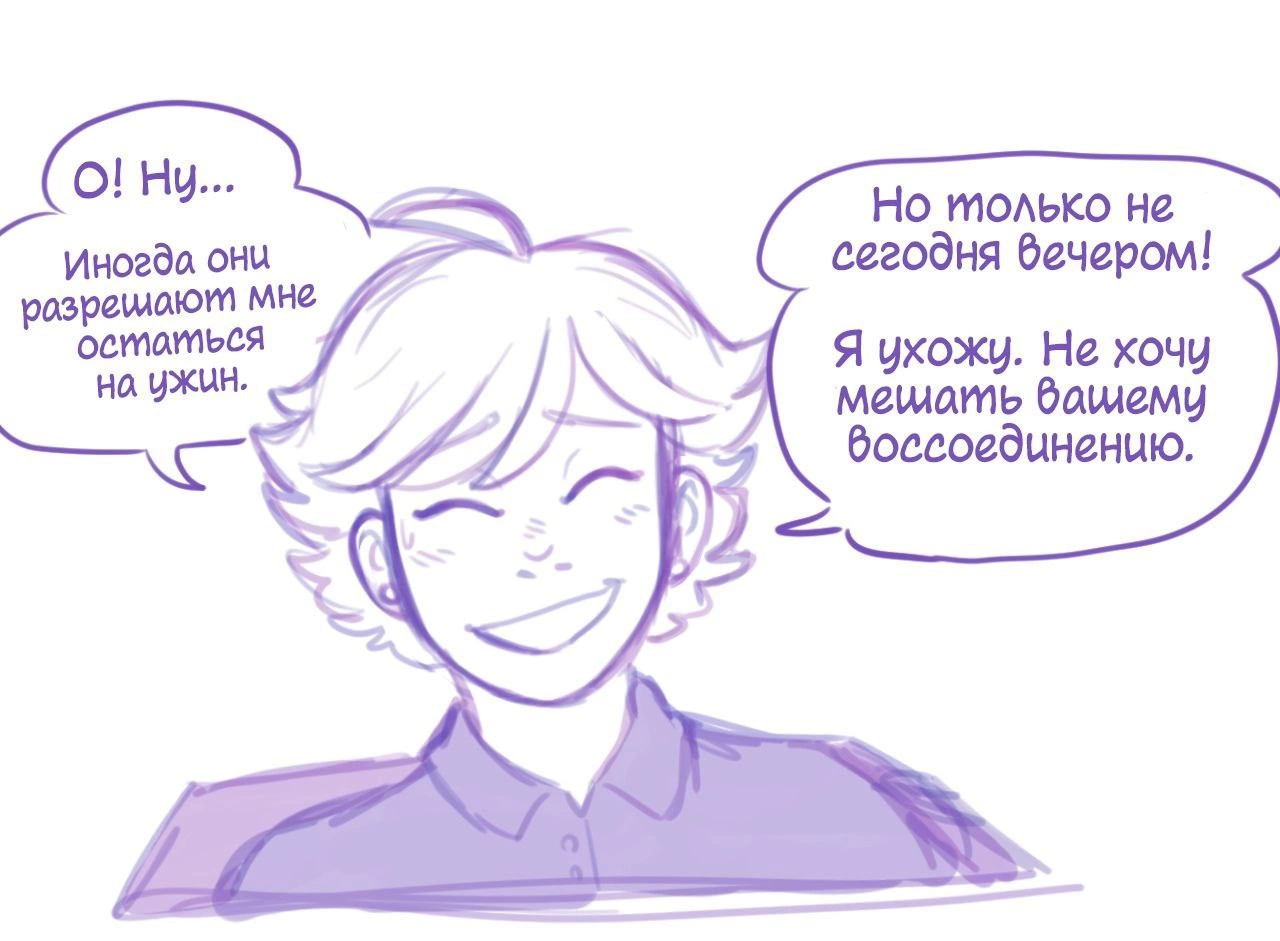 О! Ну...
Иногда они
разрешают мне
остаться
на ужин.
Но только не
сегодня вечером!
Я ухожу. Не хочу
мешать вашему
воссоединению.